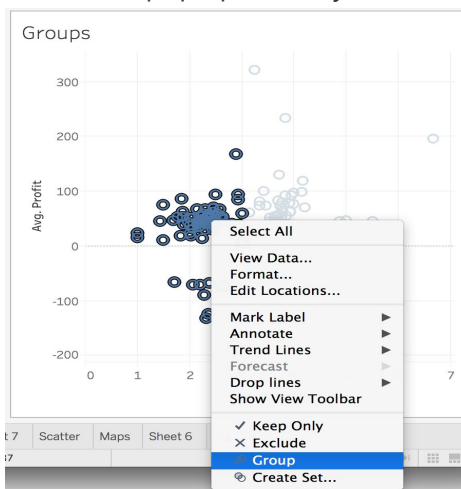 Groups
300
200
100
0
-100
-200
Avg. Profit
0 1 2 7
Select All
View Data...
Format...
Edit Locations...
Mark Label
Annotate
Trend Lines
Forecast
Drop lines
Show View Toolbar
Keep Only
Exclude
Group
Create Set...
t 7 Scatter Maps Sheet 6
37